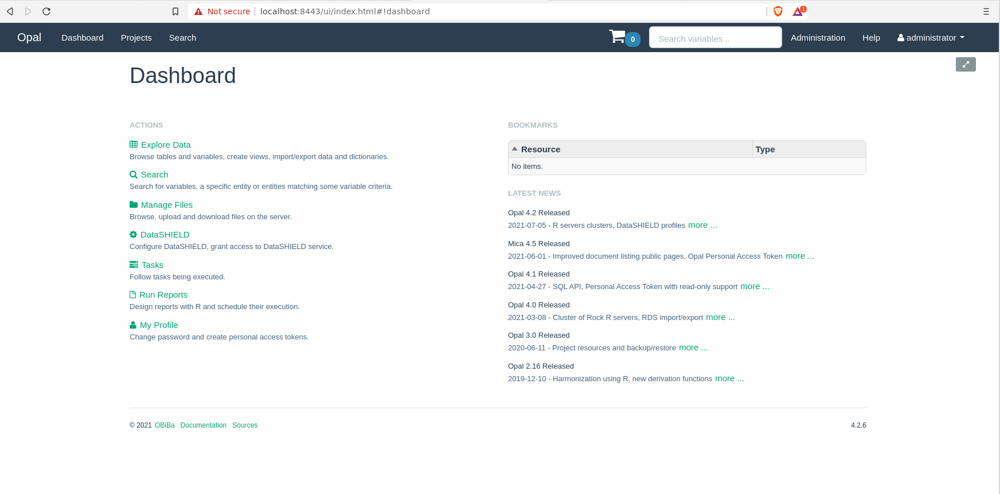 Not secure localhost:8443/ui/index.html#!dashboard 1
Opal Dashboard Projects Search 0 Search variables... Administration Help administrator
Dashboard
ACTIONS
Explore Data
Browse tables and variables, create views, import/export data and dictionaries.
Search
Search for variables, a specific entity or entities matching some variable criteria.
Manage Files
Browse, upload and download files on the server.
DataSHIELD
Configure DataSHIELD, grant access to DataSHIELD service.
Tasks
Follow tasks being executed.
Run Reports
Design reports with R and schedule their execution.
My Profile
Change password and create personal access tokens.
BOOKMARKS
Resource Type
No items.
LATEST NEWS
Opal 4.2 Released
2021-07-05 - R servers clusters, DataSHIELD profiles more ...
Mica 4.5 Released
2021-06-01 - Improved document listing public pages, Opal Personal Access Token more ...
Opal 4.1 Released
2021-04-27 - SQL API, Personal Access Token with read-only support more ...
Opal 4.0 Released
2021-03-08 - Cluster of Rock R servers, RDS import/export more ...
Opal 3.0 Released
2020-06-11 - Project resources and backup/restore more ...
Opal 2.16 Released
2019-12-10 - Harmonization using R, new derivation functions more ...
© 2021 OBiBa Documentation Sources 4.2.6